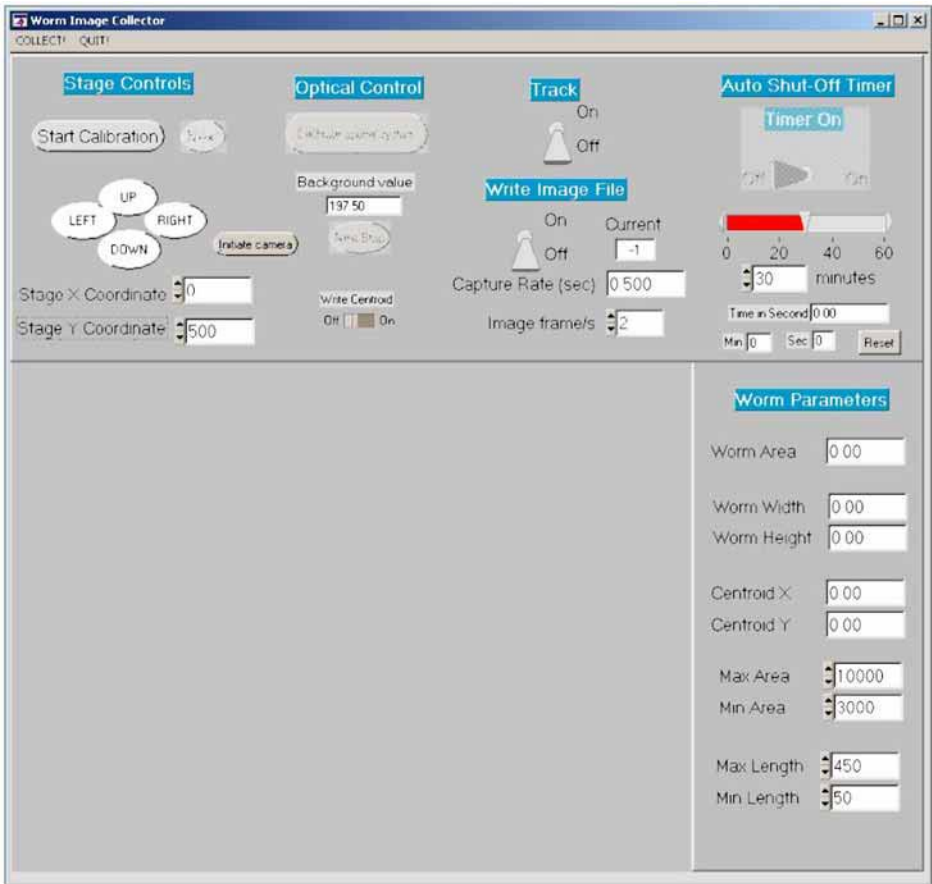 Worm Image Collector
COLLECT! QUIT!
Stage Controls
Start Calibration
UP
LEFT RIGHT
DOWN
Initiate camera
Stage X Coordinate 0
Stage Y Coordinate 500
Optical Control
Background value
197.50
Write Centroid
Off On
Track
On
Off
Write Image File
On
Off
Current
-1
Capture Rate (sec) 0.500
Image frame/s 2
Auto Shut-Off Timer
Timer On
Off On
0 20 40 60
30 minutes
Time in Second 0.00
Min 0 Sec 0 Reset
Worm Parameters
Worm Area 0.00
Worm Width 0.00
Worm Height 0.00
Centroid X 0.00
Centroid Y 0.00
Max Area 10000
Min Area 3000
Max Length 450
Min Length 50